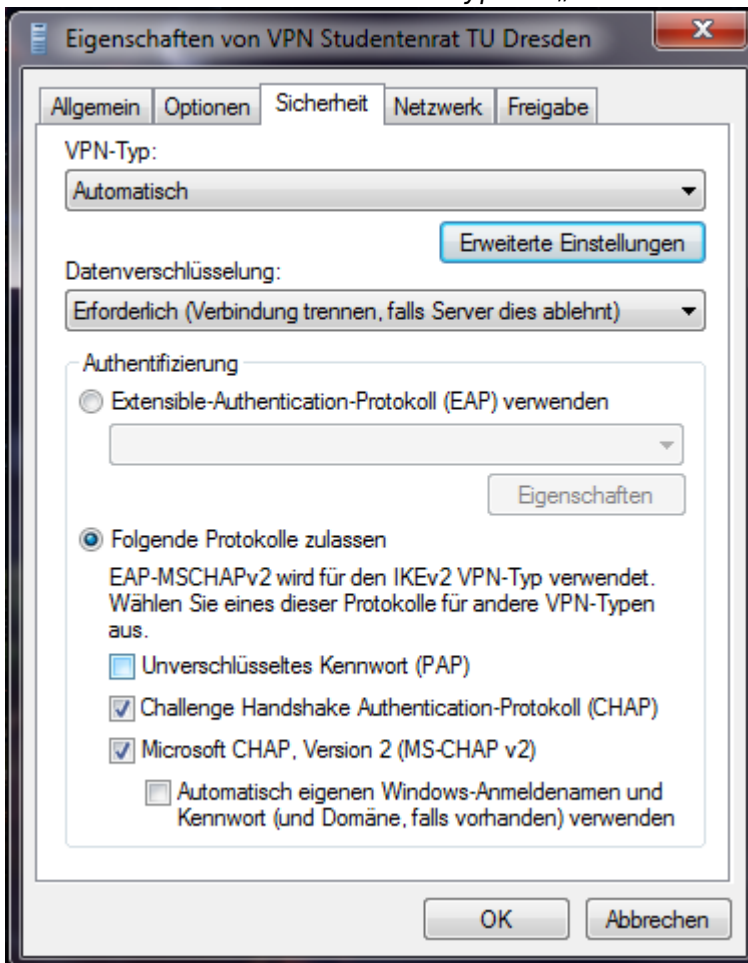 Eigenschaften von VPN Studentenrat TU Dresden
Allgemein Optionen Sicherheit Netzwerk Freigabe
VPN-Typ:
Automatisch
Erweiterte Einstellungen
Datenverschlüsselung:
Erforderlich (Verbindung trennen, falls Server dies ablehnt)
Authentifizierung
Extensible-Authentication-Protokoll (EAP) verwenden
Eigenschaften
Folgende Protokolle zulassen
EAP-MSCHAPv2 wird für den IKEv2 VPN-Typ verwendet.
Wählen Sie eines dieser Protokolle für andere VPN-Typen
aus.
Unverschlüsseltes Kennwort (PAP)
Challenge Handshake Authentication-Protokoll (CHAP)
Microsoft CHAP, Version 2 (MS-CHAP v2)
Automatisch eigenen Windows-Anmeldenamen und
Kennwort (und Domäne, falls vorhanden) verwenden
OK Abbrechen